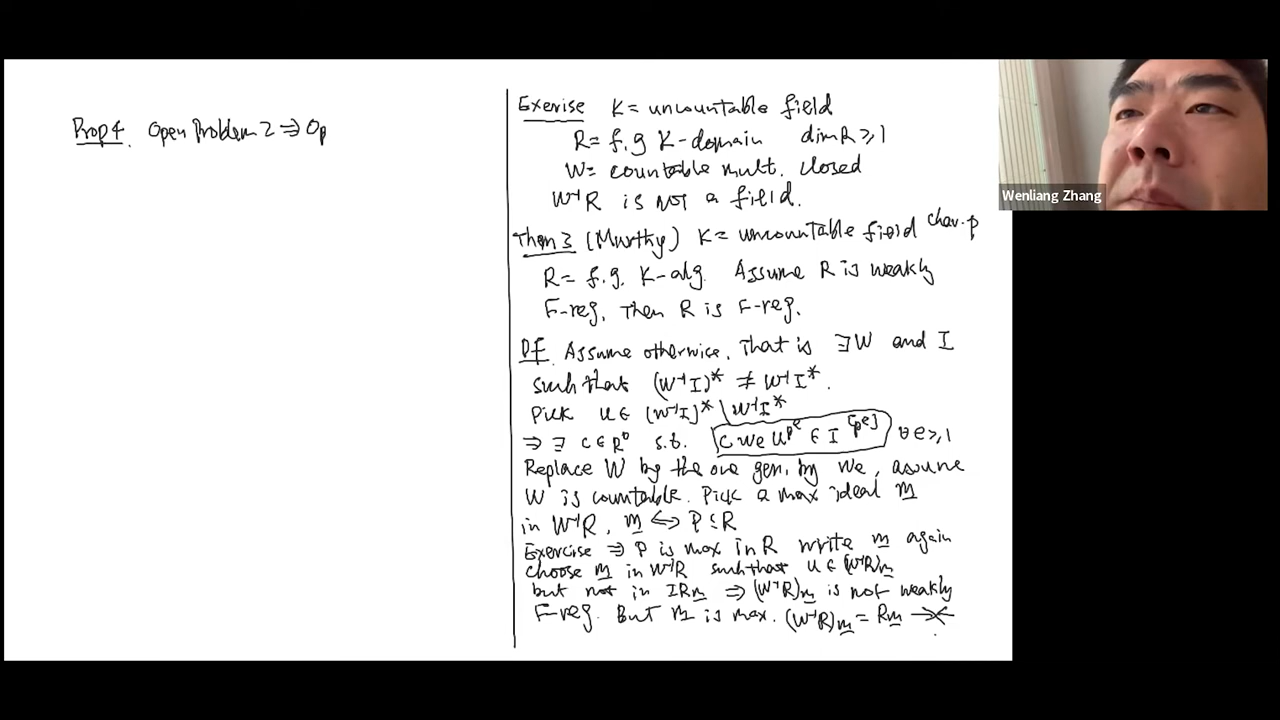 Prop 4. Open Problem 2 ⇒ Op
Exerise K = uncountable field
R = f.g K-domain dim R ≥ 1
W = countable mult. closed
W⁻¹R is not a field.
Thm 3 (Murthy) K = uncountable field char. p
R = f.g. K-alg. Assume R is weakly
F-reg, then R is F-reg.
Pf. Assume otherwise. That is ∃ W and I
such that (W⁻¹I)* ≠ W⁻¹I*.
Pick u ∈ (W⁻¹I)* \ W⁻¹I*
⇒ ∃ c ∈ R° s.t. c w_e u^{p^e} ∈ I^{[p^e]} ∀ e ≥ 1
Replace W by the one gen. by w_e, assume
W is countable. Pick a max ideal m
in W⁻¹R, m ↔ P ⊆ R
Exercise ⇒ P is max in R write m again
choose m in W⁻¹R such that u ∈ (W⁻¹R)_m
but not in IR_m ⇒ (W⁻¹R)_m is not weakly
F-reg. But m is max. (W⁻¹R)_m = R_m
Wenliang Zhang